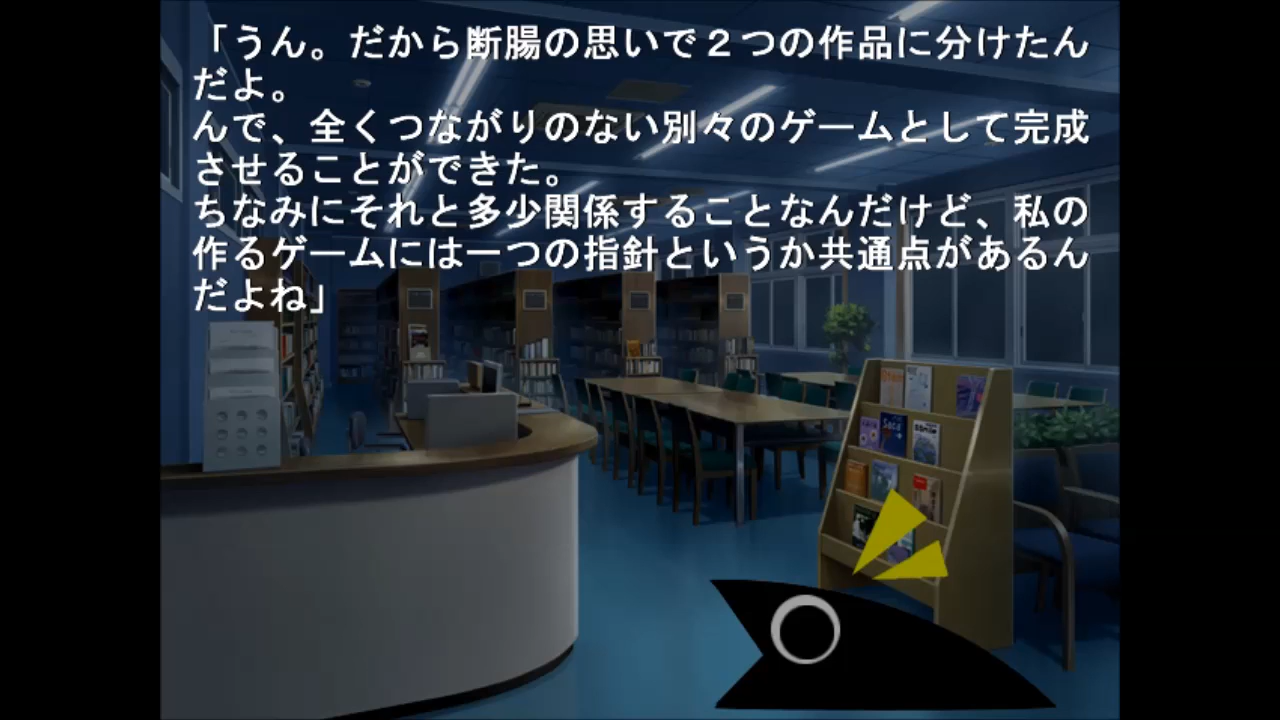 「うん。だから断腸の思いで２つの作品に分けたん
だよ。
んで、全くつながりのない別々のゲームとして完成
させることができた。
ちなみにそれと多少関係することなんだけど、私の
作るゲームには一つの指針というか共通点があるん
だよね」